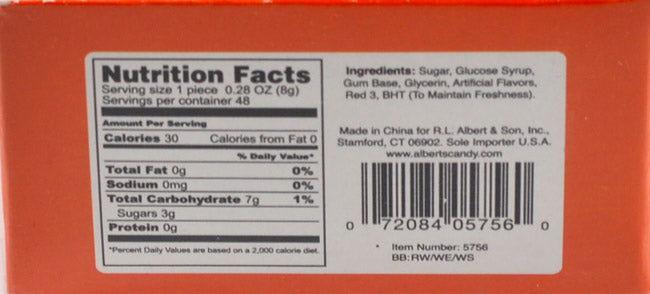 Nutrition Facts
Serving size 1 piece 0.28 OZ (8g)
Servings per container 48
Amount Per Serving
Calories 30 Calories from Fat 0
% Daily Value*
Total Fat 0g 0%
Sodium 0mg 0%
Total Carbohydrate 7g 1%
Sugars 3g
Protein 0g
*Percent Daily Values are based on a 2,000 calorie diet.
Ingredients: Sugar, Glucose Syrup,
Gum Base, Glycerin, Artificial Flavors,
Red 3, BHT (To Maintain Freshness).
Made in China for R.L. Albert & Son, Inc.,
Stamford, CT 06902. Sole Importer U.S.A.
www.albertscandy.com
0 72084 05756 0
Item Number: 5756
BB: RW/WE/WS